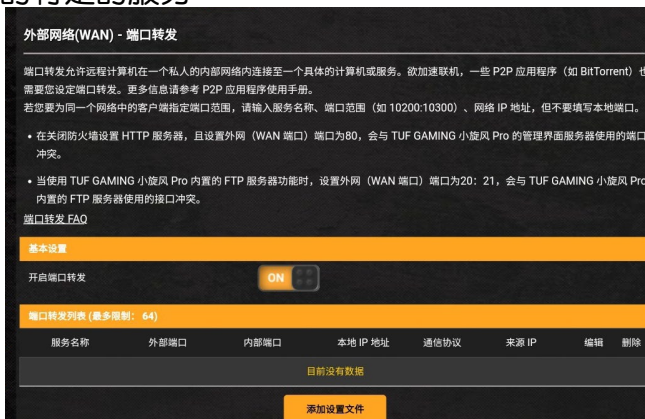 的特定的服务
外部网络(WAN) - 端口转发
端口转发允许远程计算机在一个私人的内部网络内连接至一个具体的计算机或服务。欲加速联机，一些 P2P 应用程序（如 BitTorrent）也
需要您设定端口转发。更多信息请参考 P2P 应用程序使用手册。
若您要为同一个网络中的客户端指定端口范围，请输入服务名称、端口范围（如 10200:10300）、网络 IP 地址，但不要填写本地端口。
• 在关闭防火墙设置 HTTP 服务器，且设置外网（WAN 端口）端口为80，会与 TUF GAMING 小旋风 Pro 的管理界面服务器使用的端口
冲突。
• 当使用 TUF GAMING 小旋风 Pro 内置的 FTP 服务器功能时，设置外网（WAN 端口）端口为20：21，会与 TUF GAMING 小旋风 Pro
内置的 FTP 服务器使用的接口冲突。
端口转发 FAQ
基本设置
开启端口转发 ON
端口转发列表 (最多限制： 64)
服务名称 外部端口 内部端口 本地 IP 地址 通信协议 来源 IP 编辑 删除
目前没有数据
添加设置文件